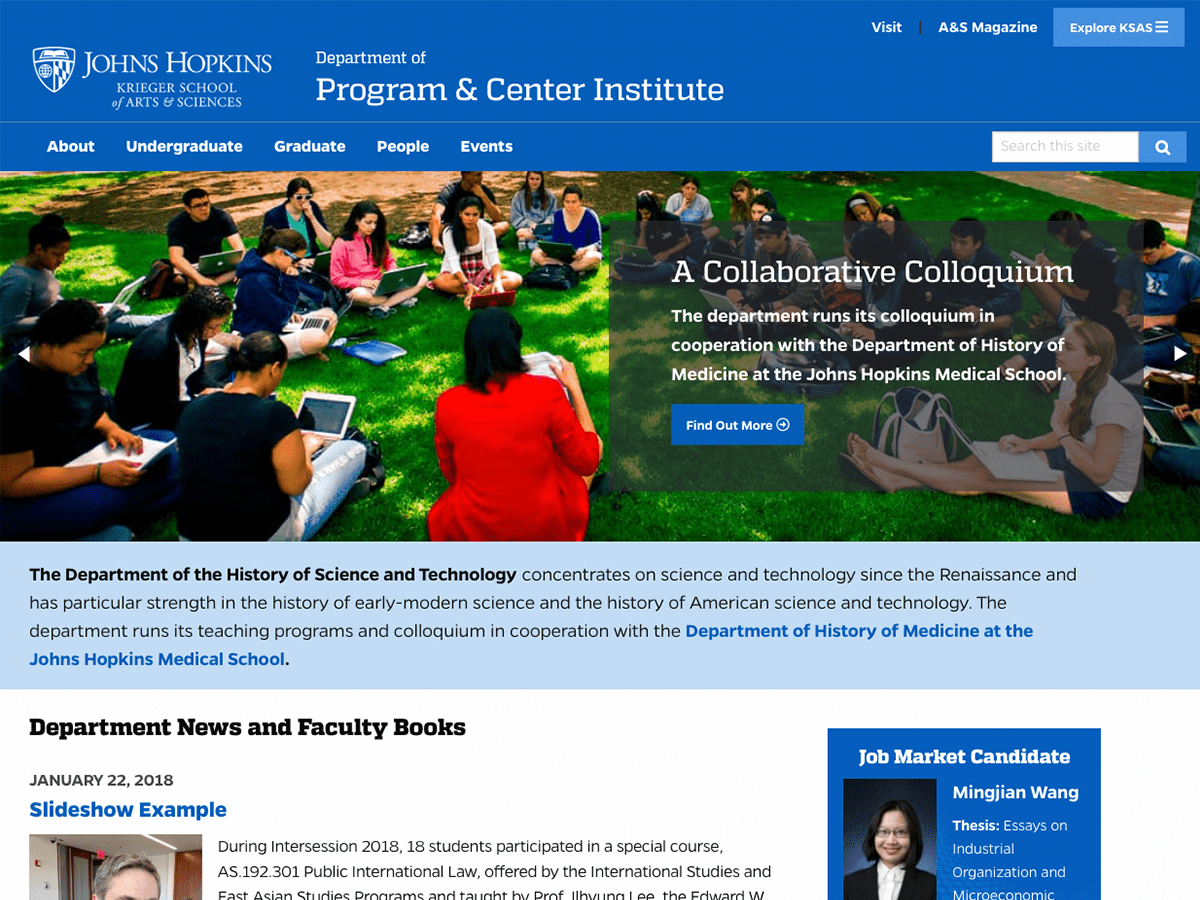 Visit | A&S Magazine Explore KSAS
JOHNS HOPKINS
KRIEGER SCHOOL
of ARTS & SCIENCES
Department of
Program & Center Institute
About Undergraduate Graduate People Events
Search this site
A Collaborative Colloquium
The department runs its colloquium in
cooperation with the Department of History of
Medicine at the Johns Hopkins Medical School.
Find Out More
The Department of the History of Science and Technology concentrates on science and technology since the Renaissance and
has particular strength in the history of early-modern science and the history of American science and technology. The
department runs its teaching programs and colloquium in cooperation with the Department of History of Medicine at the
Johns Hopkins Medical School.
Department News and Faculty Books
JANUARY 22, 2018
Slideshow Example
During Intersession 2018, 18 students participated in a special course,
AS.192.301 Public International Law, offered by the International Studies and
East Asian Studies Programs and taught by Prof. Jlhyung Lee, the Edward W.
Job Market Candidate
Mingjian Wang
Thesis: Essays on
Industrial
Organization and
Microeconomic